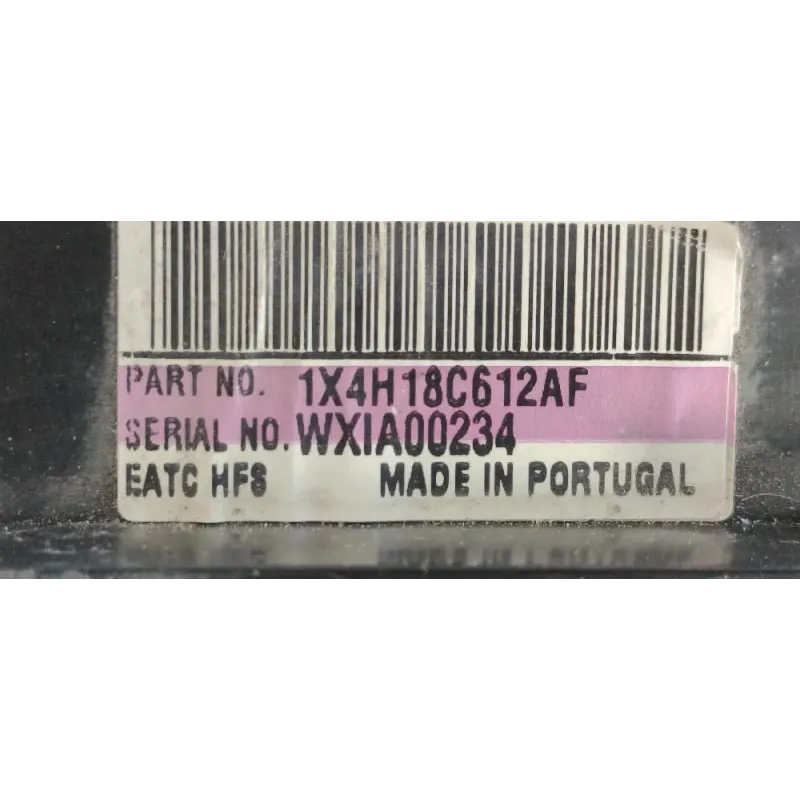 PART NO. 1X4H18C612AF
SERIAL NO. WXIA00234
EATC HFS MADE IN PORTUGAL